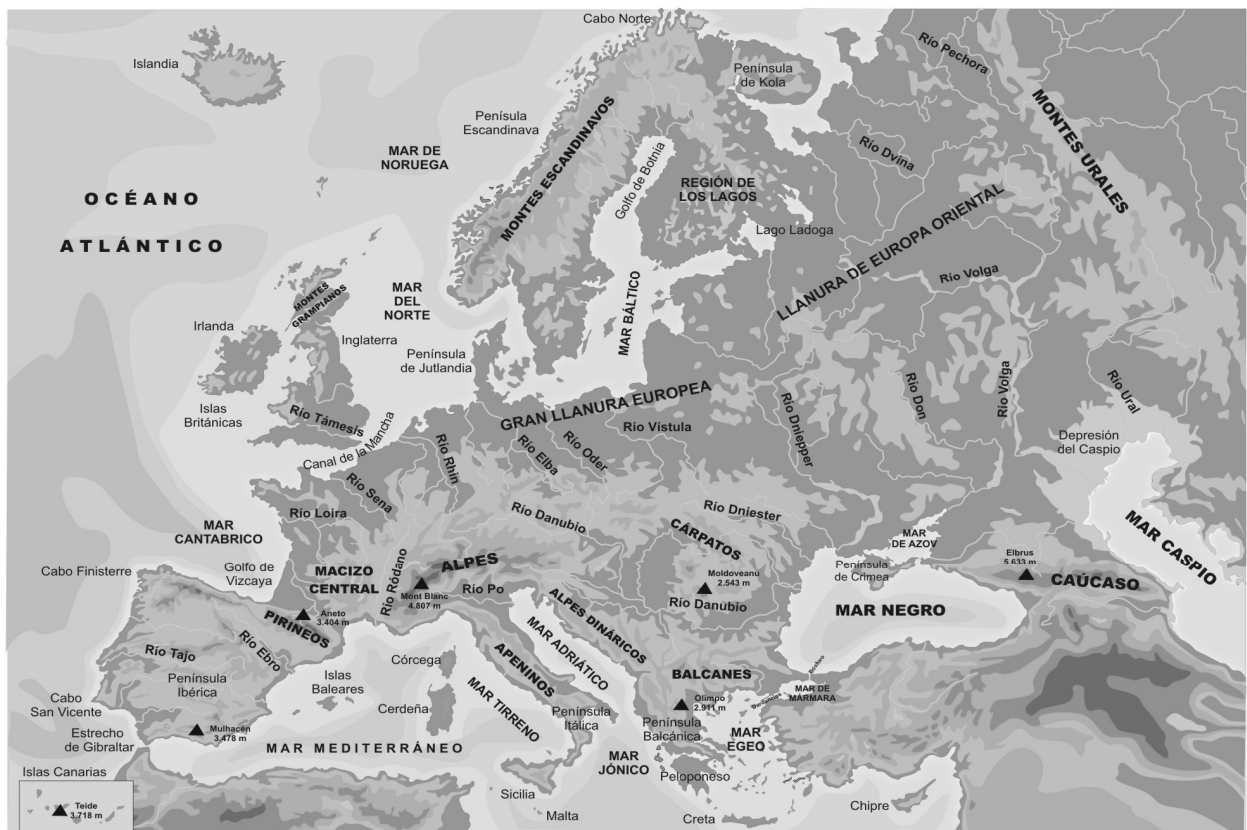 Cabo Norte
Islandia
Península
de Kola
Río Pechora
MONTES URALES
Penísula
Escandinava
MONTES ESCANDINAVOS
MAR DE
NORUEGA
Río Dvina
Golfo de Botnia
REGIÓN DE
LOS LAGOS
OCÉANO
ATLÁNTICO
Lago Ladoga
LLANURA DE EUROPA ORIENTAL
Río Volga
MONTES
GRAMPIANOS
MAR
DEL
NORTE
MAR BÁLTICO
Irlanda
Inglaterra
Península
de Jutlandia
Islas
Británicas
Río Támesis
Canal de la Mancha
GRAN LLANURA EUROPEA
Río Rhin
Río Elba
Río Oder
Río Vistula
Río Dniepper
Río Don
Río Volga
Río Ural
Depresión
del Caspio
Río Sena
Río Loira
Río Danubio
Río Dniester
CÁRPATOS
MAR
CANTABRICO
MAR
DE AZOV
MAR CASPIO
Cabo Finisterre
Golfo de
Vizcaya
MACIZO
CENTRAL
Río Ródano
ALPES
Mont Blanc
4.807 m
Río Po
Moldoveanu
2.543 m
Río Danubio
Península
de Crimea
Elbrus
5.633 m
CAÚCASO
MAR NEGRO
Aneto
3.404 m
PIRINEOS
Río Ebro
Río Tajo
Península
Ibérica
Islas
Baleares
Córcega
Cerdeña
APENINOS
MAR ADRIÁTICO
ALPES DINÁRICOS
BALCANES
Bósforo
MAR DE
MÁRMARA
Dardanelos
Olimpo
2.911 m
Península
Balcánica
MAR
EGEO
Península
Itálica
MAR TIRRENO
Cabo
San Vicente
Mulhacén
3.478 m
Estrecho
de Gibraltar
MAR MEDITERRÁNEO
MAR
JÓNICO
Peloponeso
Islas Canarias
Teide
3.718 m
Sicilia
Malta
Creta
Chipre